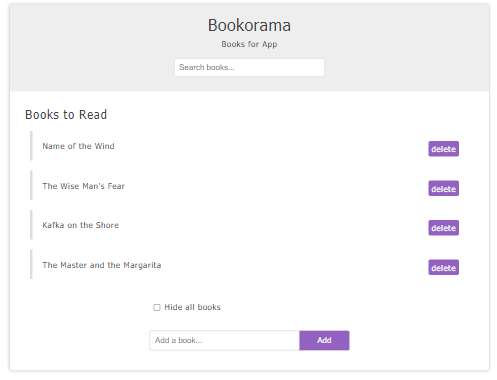 Bookorama
Books for App
Search books...
Books to Read
Name of the Wind
delete
The Wise Man's Fear
delete
Kafka on the Shore
delete
The Master and the Margarita
delete
Hide all books
Add a book...
Add